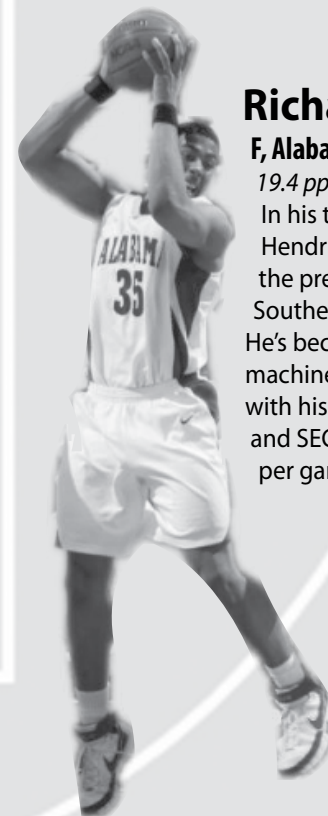 ALABAMA
35
Richa
F, Alaba
19.4 pp
In his t
Hendr
the pre
Southe
He's bec
machine
with his
and SEC
per gar